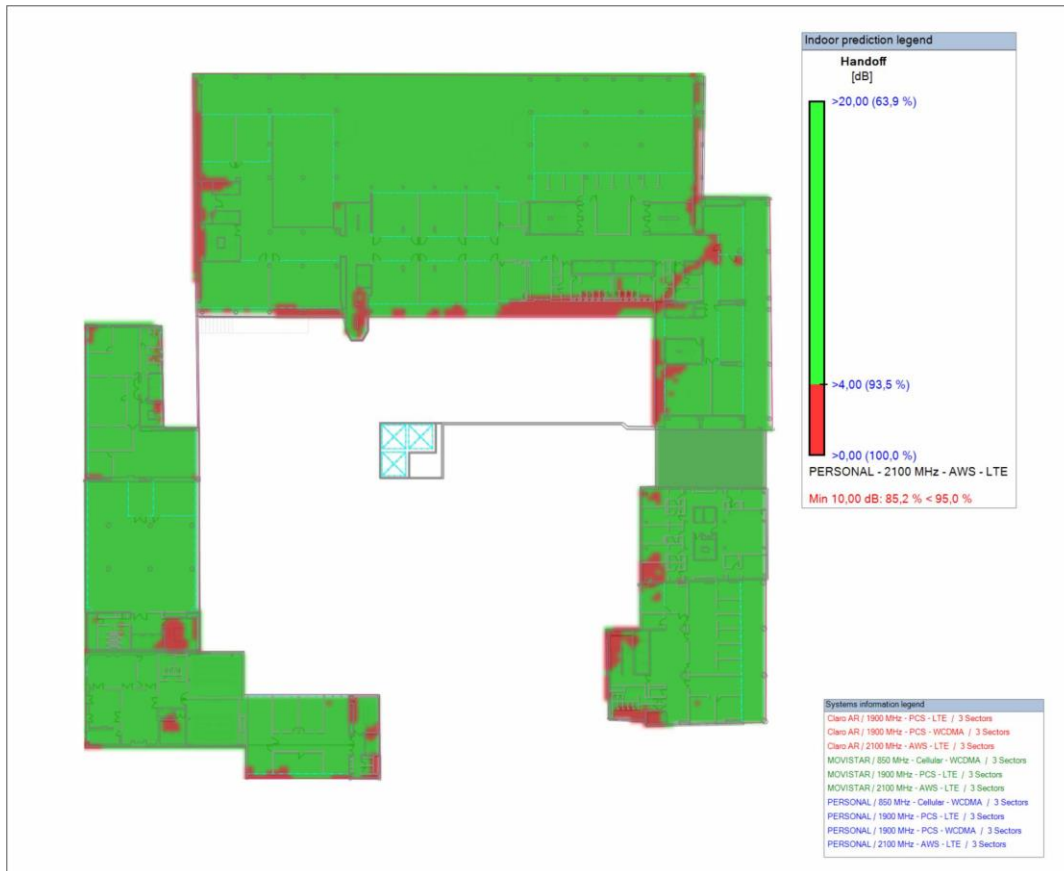 Indoor prediction legend
Handoff
[dB]
>20,00 (63,9 %)
>4,00 (93,5 %)
>0,00 (100,0 %)
PERSONAL - 2100 MHz - AWS - LTE
Min 10,00 dB: 85,2 % < 95,0 %
Systems information legend
Claro AR / 1900 MHz - PCS - LTE / 3 Sectors
Claro AR / 1900 MHz - PCS - WCDMA / 3 Sectors
Claro AR / 2100 MHz - AWS - LTE / 3 Sectors
MOVISTAR / 850 MHz - Cellular - WCDMA / 3 Sectors
MOVISTAR / 1900 MHz - PCS - LTE / 3 Sectors
MOVISTAR / 2100 MHz - AWS - LTE / 3 Sectors
PERSONAL / 850 MHz - Cellular - WCDMA / 3 Sectors
PERSONAL / 1900 MHz - PCS - LTE / 3 Sectors
PERSONAL / 1900 MHz - PCS - WCDMA / 3 Sectors
PERSONAL / 2100 MHz - AWS - LTE / 3 Sectors